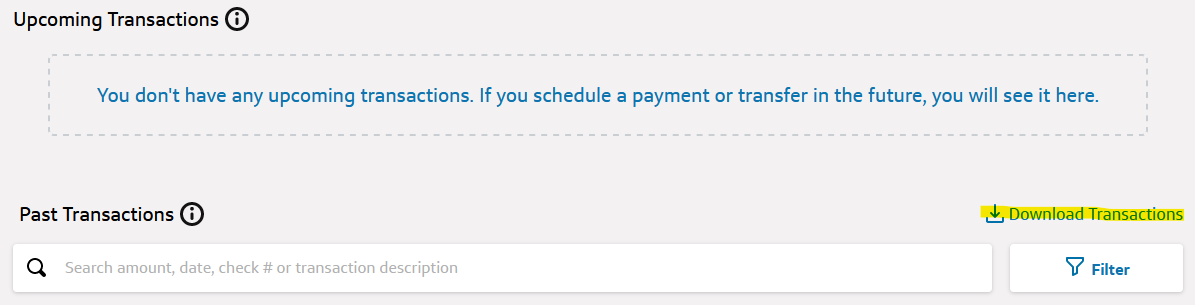 Upcoming Transactions
You don't have any upcoming transactions. If you schedule a payment or transfer in the future, you will see it here.
Past Transactions
Download Transactions
Search amount, date, check # or transaction description
Filter